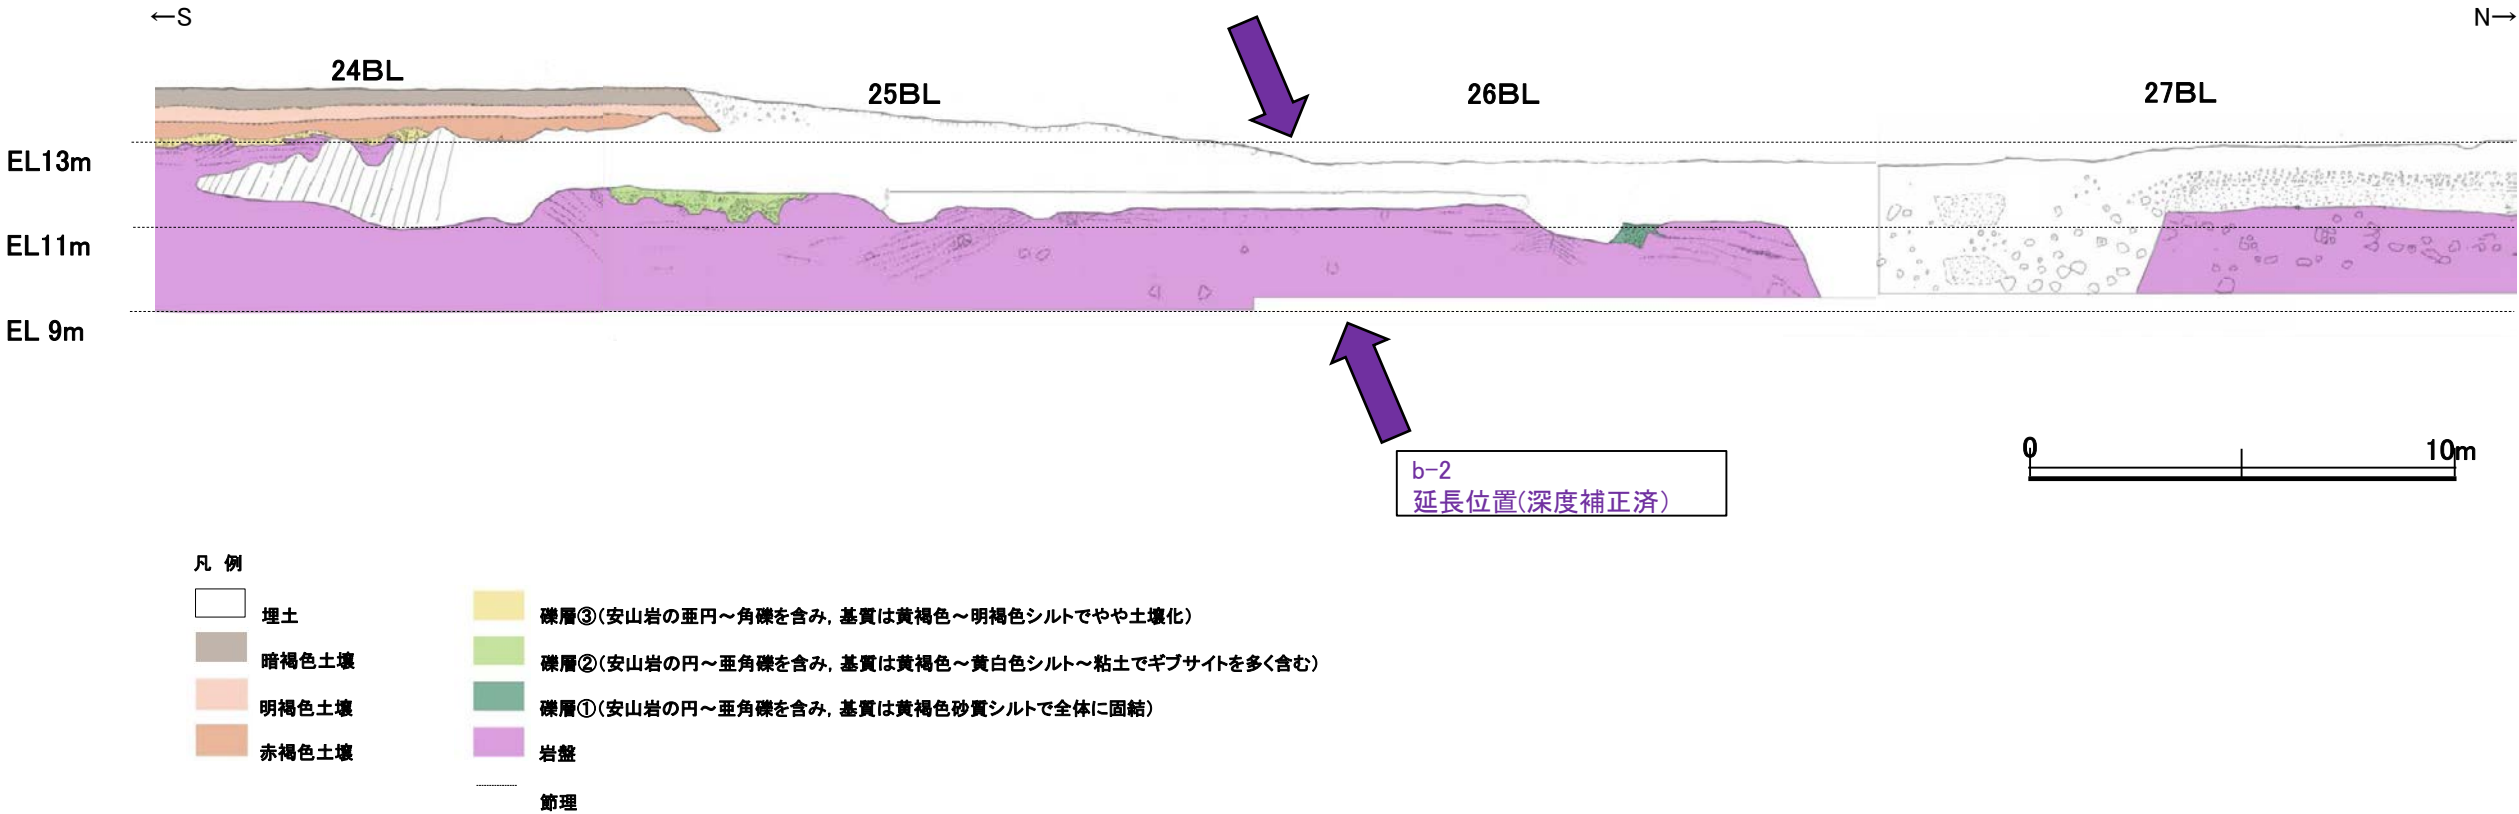 ←S
N→
24BL
25BL
26BL
27BL
EL13m
EL11m
EL 9m
b-2
延長位置(深度補正済)
0
10m
凡 例
埋土
暗褐色土壌
明褐色土壌
赤褐色土壌
礫層③(安山岩の亜円～角礫を含み, 基質は黄褐色～明褐色シルトでやや土壌化)
礫層②(安山岩の円～亜角礫を含み, 基質は黄褐色～黄白色シルト～粘土でギブサイトを多く含む)
礫層①(安山岩の円～亜角礫を含み, 基質は黄褐色砂質シルトで全体に固結)
岩盤
節理